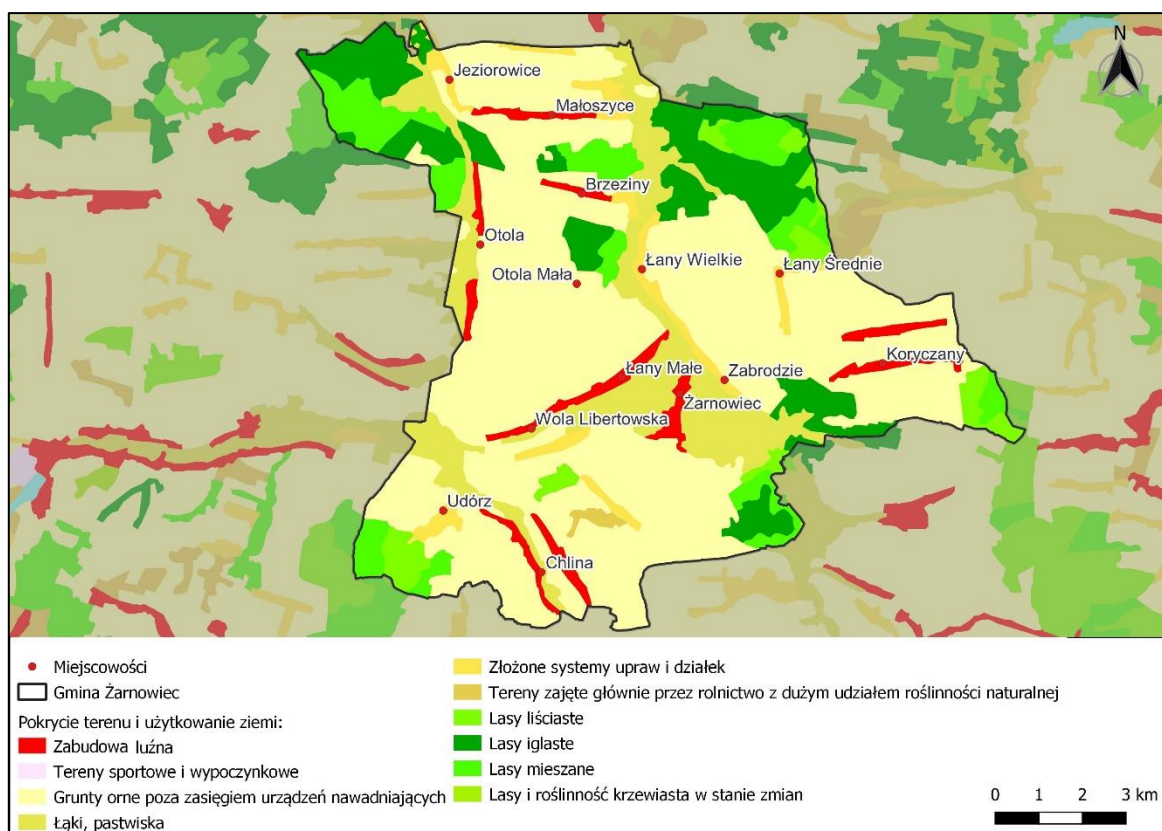 N
Jeziorowice
Małoszyce
Brzeziny
Otola
Łany Wielkie
Łany Średnie
Otola Mała
Koryczany
Łany Małe
Zabrodzie
Żarnowiec
Wola Libertowska
Udórz
Chlina
Miejscowości
Gmina Żarnowiec
Pokrycie terenu i użytkowanie ziemi:
Zabudowa luźna
Tereny sportowe i wypoczynkowe
Grunty orne poza zasięgiem urządzeń nawadniających
Łąki, pastwiska
Złożone systemy upraw i działek
Tereny zajęte głównie przez rolnictwo z dużym udziałem roślinności naturalnej
Lasy liściaste
Lasy iglaste
Lasy mieszane
Lasy i roślinność krzewiasta w stanie zmian
0 1 2 3 km